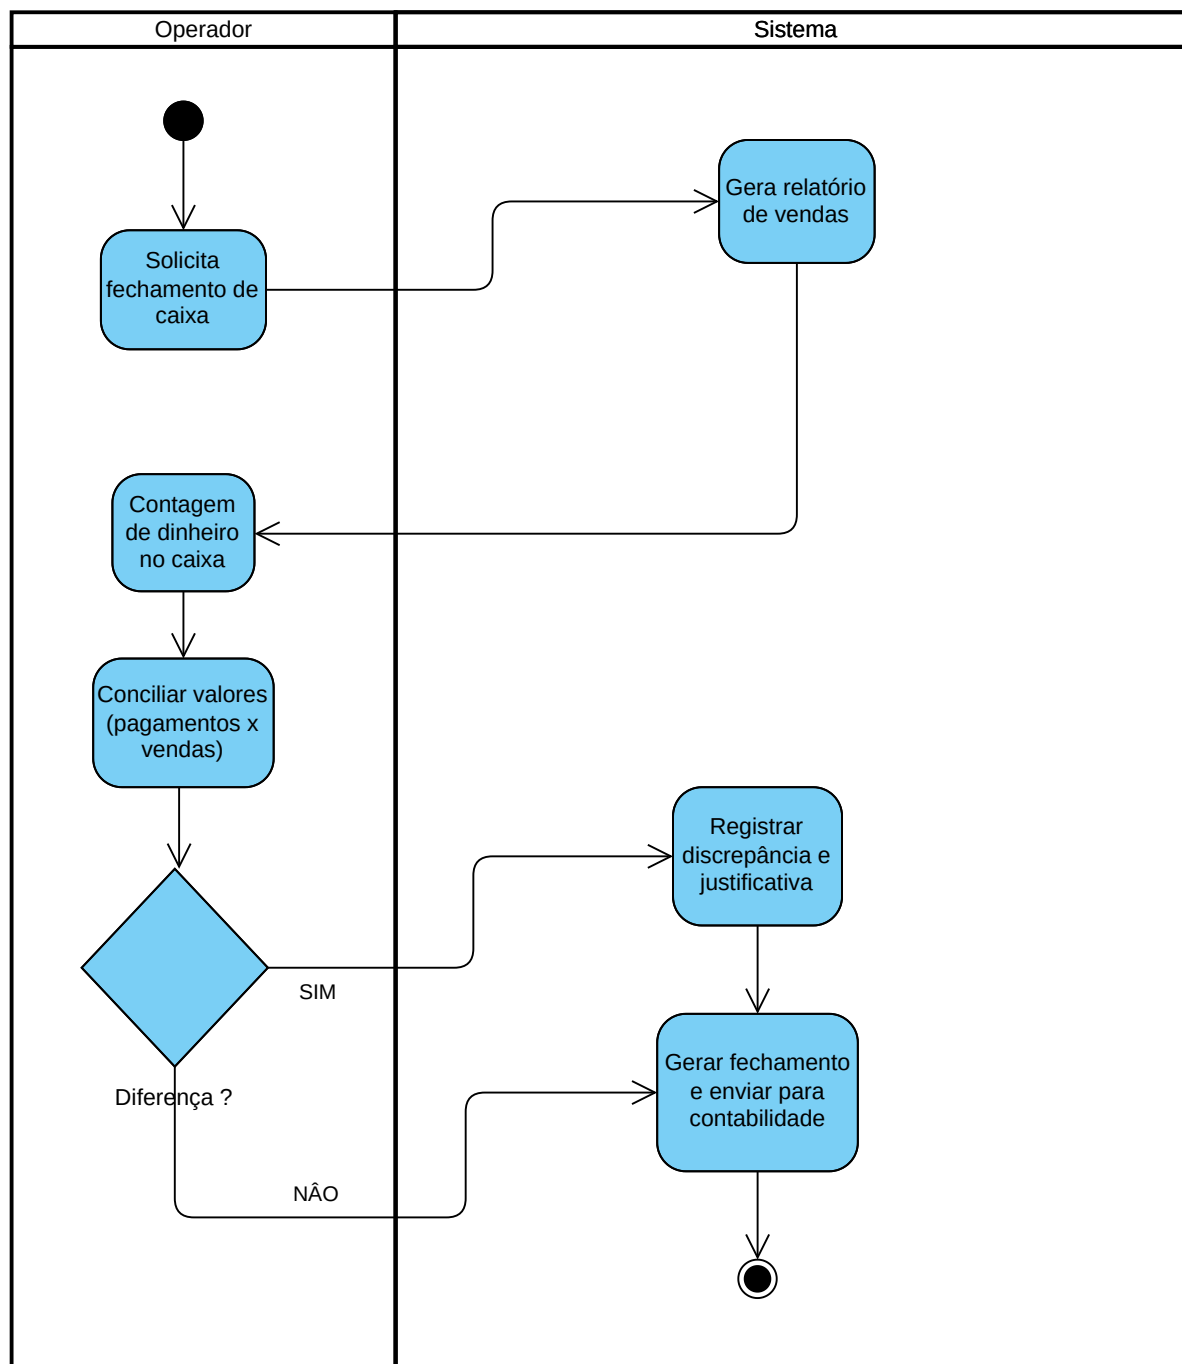 Operador
Sistema
Gera relatório
de vendas
Solicita
fechamento de
caixa
Contagem
de dinheiro
no caixa
Conciliar valores
(pagamentos x
vendas)
Registrar
discrepância e
justificativa
SIM
Diferença ?
Gerar fechamento
e enviar para
contabilidade
NÂO